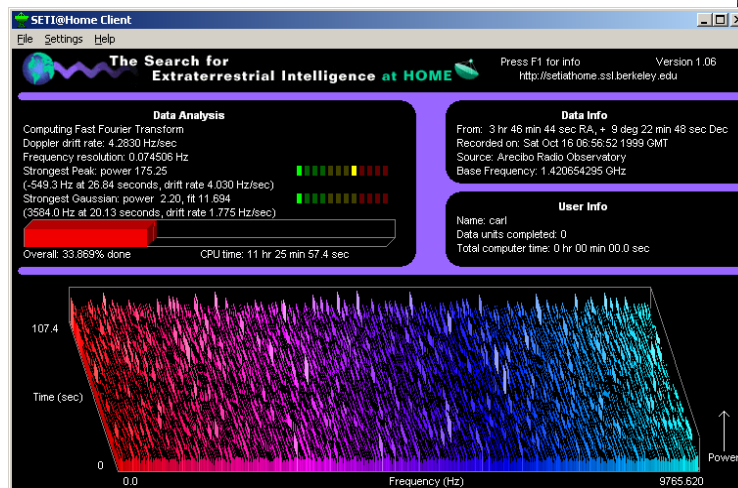 SETI@Home Client
File Settings Help
The Search for
Extraterrestrial Intelligence at HOME
Press F1 for info Version 1.06
http://setiathome.ssl.berkeley.edu
Data Analysis
Computing Fast Fourier Transform
Doppler drift rate: 4.2830 Hz/sec
Frequency resolution: 0.074506 Hz
Strongest Peak: power 175.25
(-549.3 Hz at 26.84 seconds, drift rate 4.030 Hz/sec)
Strongest Gaussian: power 2.20, fit 11.694
(3584.0 Hz at 20.13 seconds, drift rate 1.775 Hz/sec)
Overall: 33.869% done CPU time: 11 hr 25 min 57.4 sec
Data Info
From: 3 hr 46 min 44 sec RA, + 9 deg 22 min 48 sec Dec
Recorded on: Sat Oct 16 06:56:52 1999 GMT
Source: Arecibo Radio Observatory
Base Frequency: 1.420654295 GHz
User Info
Name: carl
Data units completed: 0
Total computer time: 0 hr 00 min 00.0 sec
107.4
Time (sec)
0
0.0 Frequency (Hz) 9765.620
Power